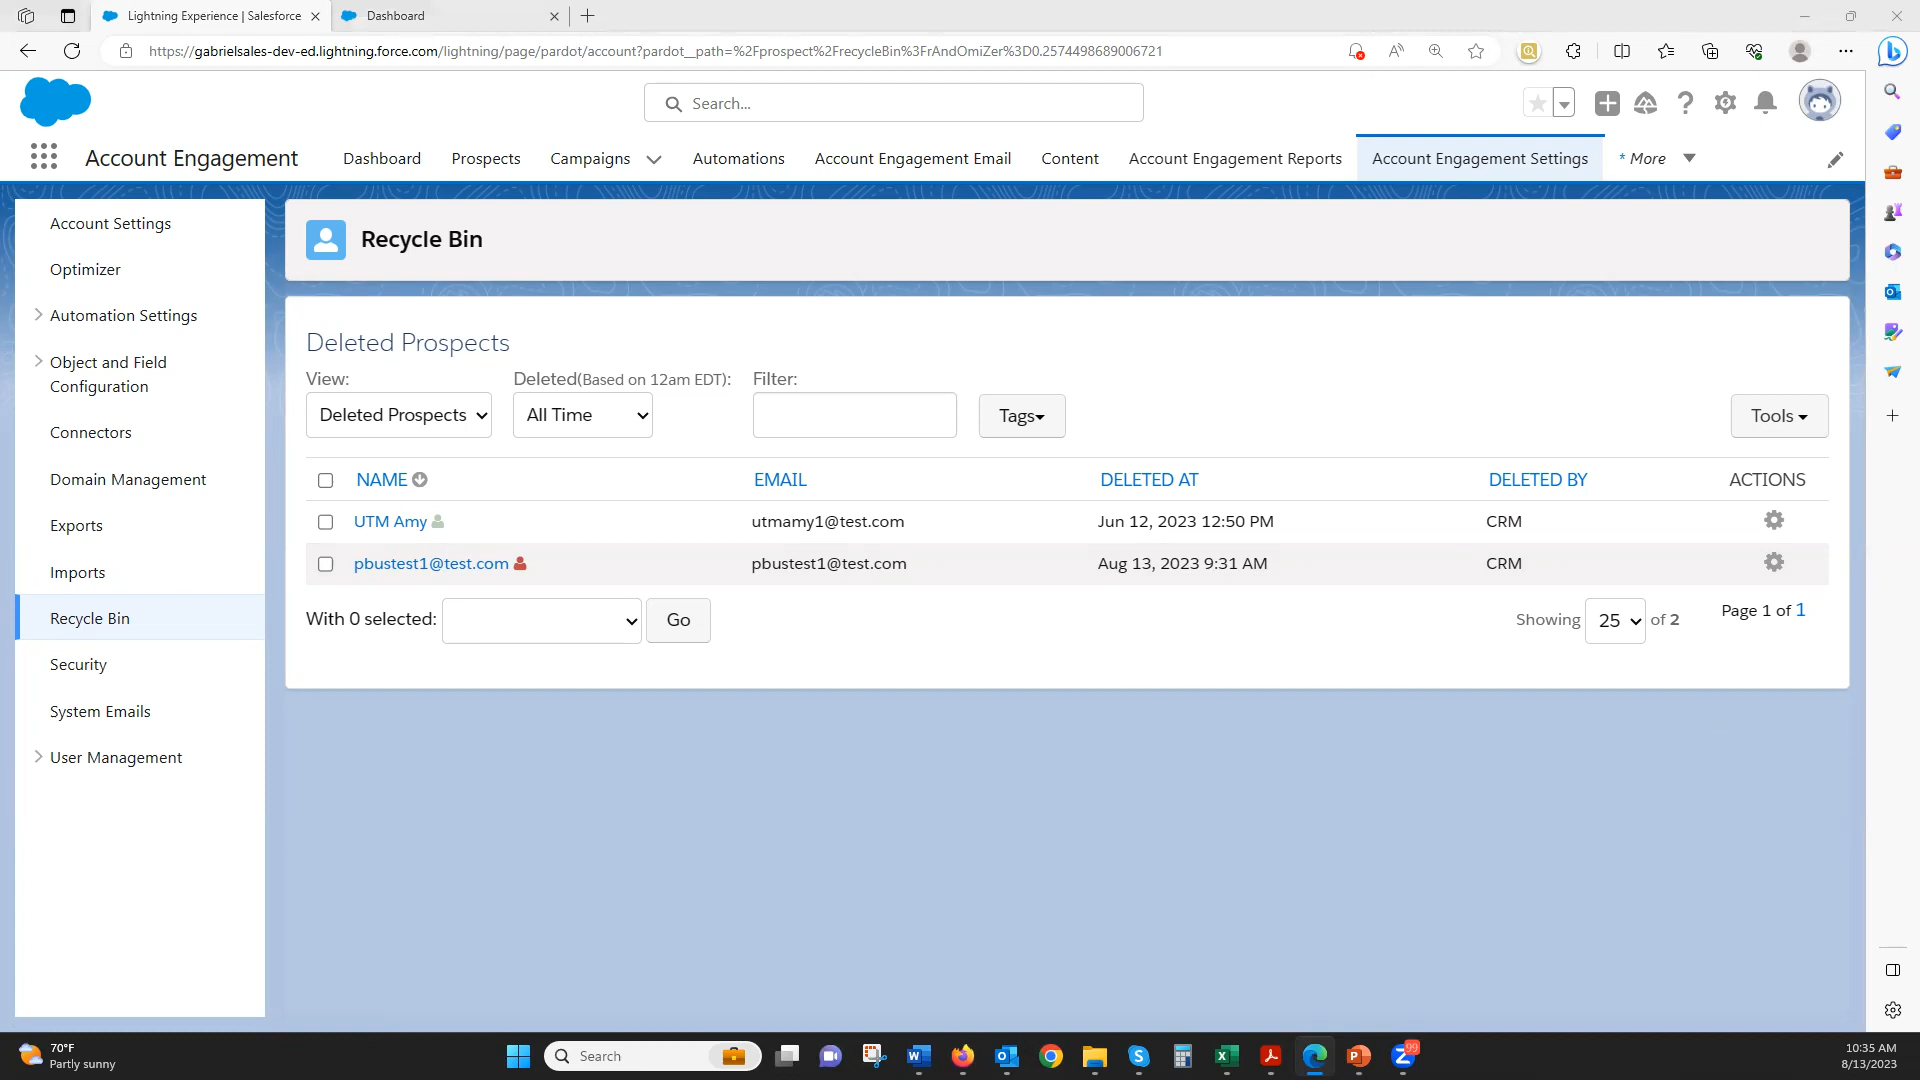 Lightning Experience | Salesforce
Dashboard
https://gabrielsales-dev-ed.lightning.force.com/lightning/page/pardot/account?pardot__path=%2Fprospect%2FrecycleBin%3FrAndOmiZer%3D0.2574498689006721
Search...
Account Engagement
Dashboard
Prospects
Campaigns
Automations
Account Engagement Email
Content
Account Engagement Reports
Account Engagement Settings
* More
Account Settings
Optimizer
Automation Settings
Object and Field
Configuration
Connectors
Domain Management
Exports
Imports
Recycle Bin
Security
System Emails
User Management
Recycle Bin
Deleted Prospects
View: Deleted(Based on 12am EDT): Filter:
Deleted Prospects All Time Tags Tools
NAME EMAIL DELETED AT DELETED BY ACTIONS
UTM Amy utmamy1@test.com Jun 12, 2023 12:50 PM CRM
pbustest1@test.com pbustest1@test.com Aug 13, 2023 9:31 AM CRM
With 0 selected: Go Showing 25 of 2 Page 1 of 1
70°F
Partly sunny
Search
99
10:35 AM
8/13/2023